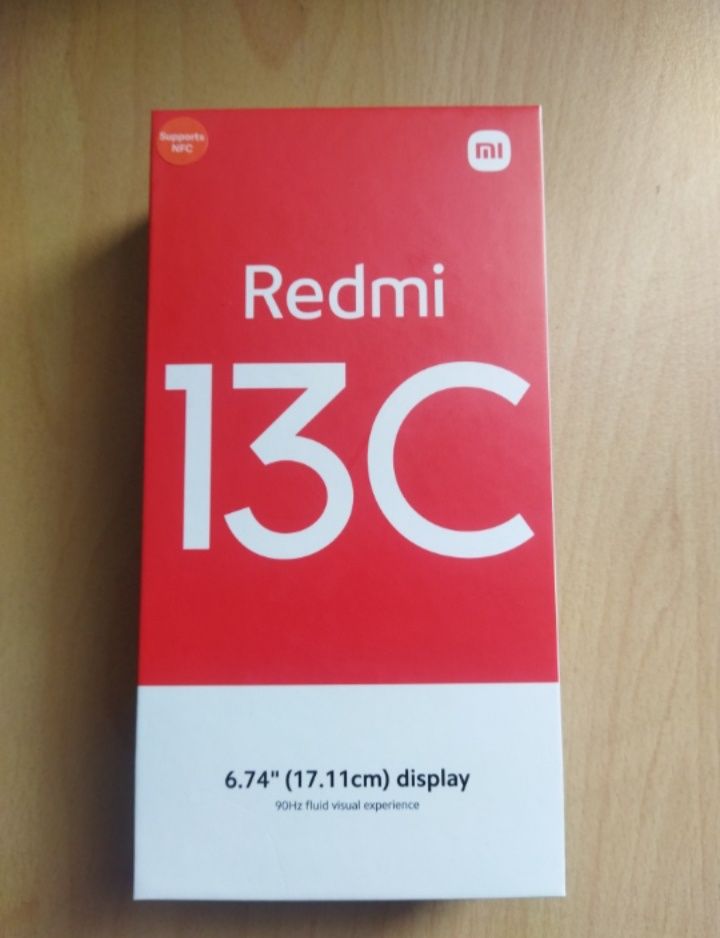 Supports
NFC
mi
Redmi
13C
6.74" (17.11cm) display
90Hz fluid visual experience